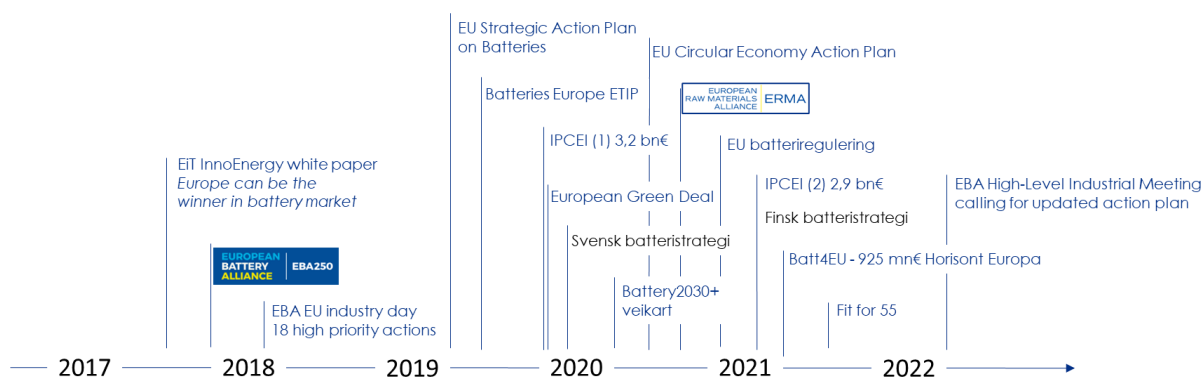 EU Strategic Action Plan
on Batteries
EU Circular Economy Action Plan
Batteries Europe ETIP
EUROPEAN
RAW MATERIALS
ALLIANCE
ERMA
IPCEI (1) 3,2 bn€
EU batteriregulering
EiT InnoEnergy white paper
Europe can be the
winner in battery market
European Green Deal
IPCEI (2) 2,9 bn€
Finsk batteristrategi
EBA High-Level Industrial Meeting
calling for updated action plan
Svensk batteristrategi
EUROPEAN
BATTERY
ALLIANCE
EBA250
Batt4EU - 925 mn€ Horisont Europa
Battery2030+
veikart
EBA EU industry day
18 high priority actions
Fit for 55
2017
2018
2019
2020
2021
2022